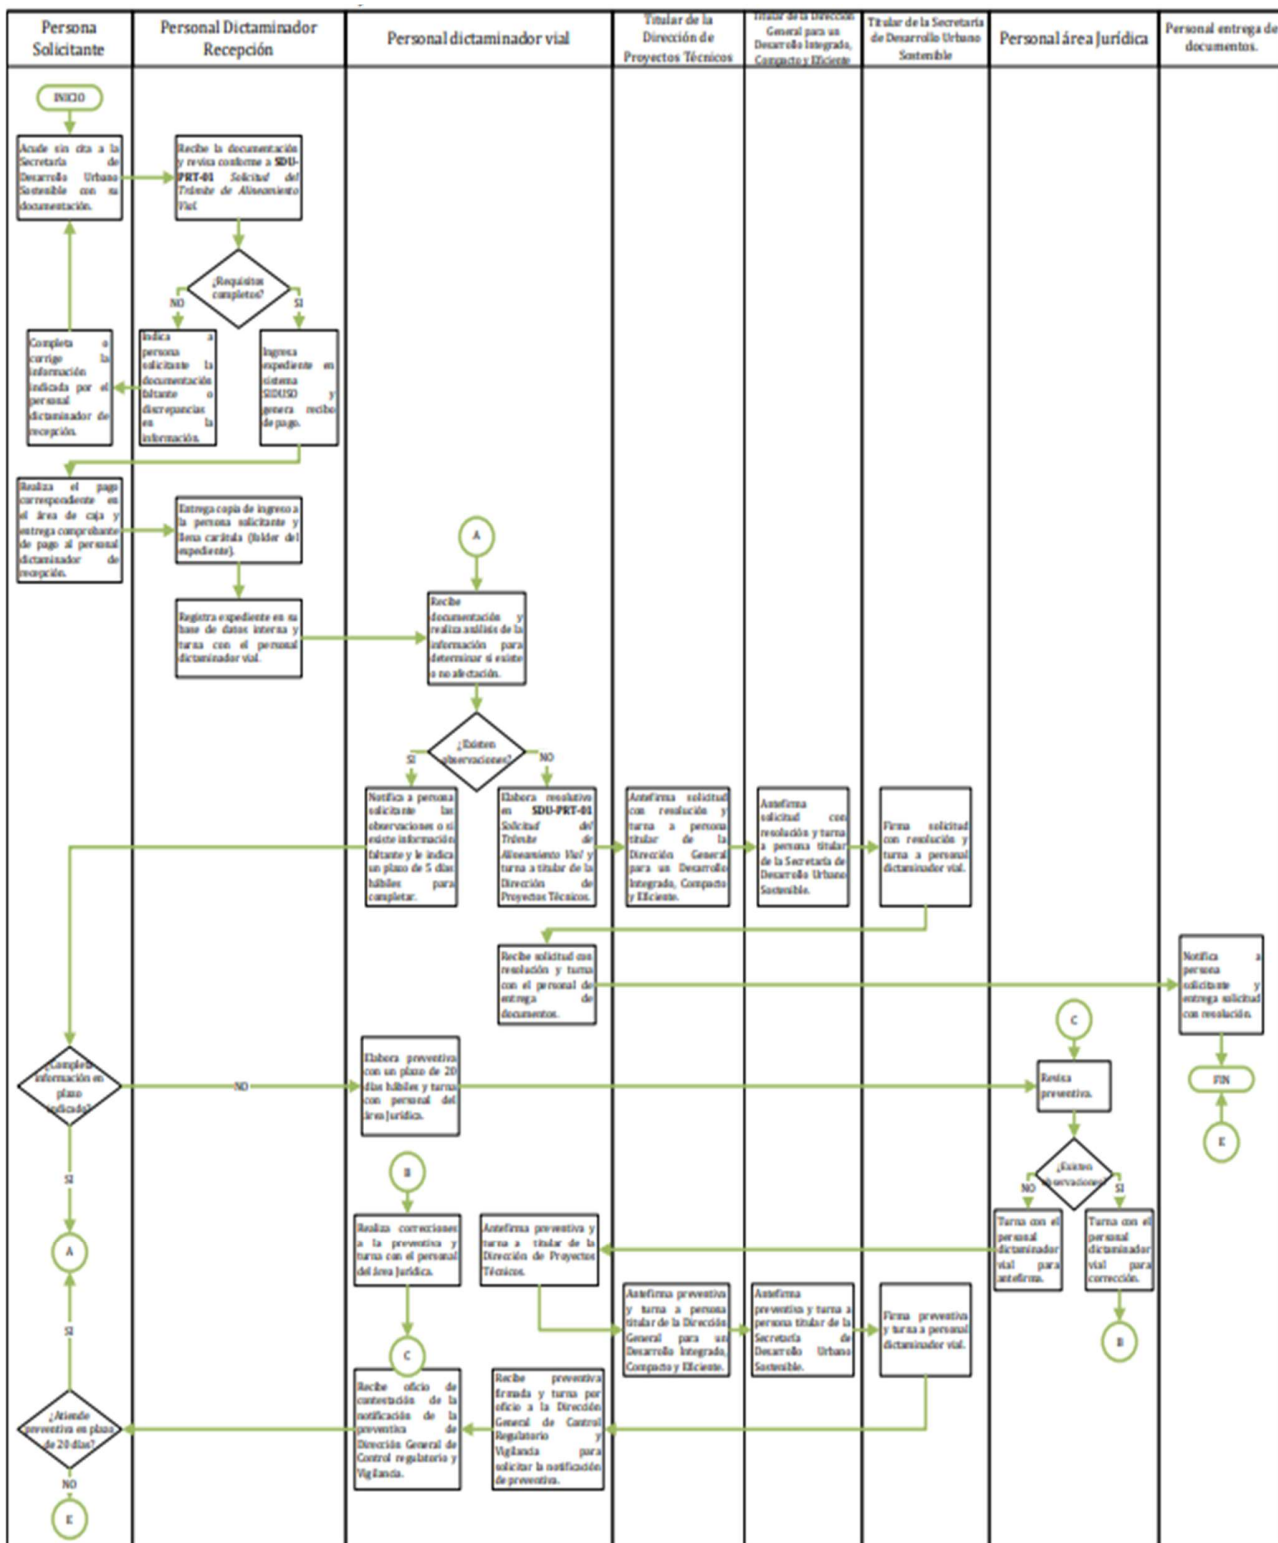 Persona
Solicitante
Personal Dictaminador
Recepción
Personal dictaminador vial
Titular de la
Dirección de
Proyectos Técnicos
Titular de la Dirección
General para un
Desarrollo Integrado,
Compacto y Eficiente
Titular de la Secretaría
de Desarrollo Urbano
Sostenible
Personal área Jurídica
Personal entrega de
documentos.
INICIO
Acude sin cita a la
Secretaría de
Desarrollo Urbano
Sostenible con su
documentación.
Recibe la documentación
y revisa conforme a SDU-
PRT-01 Solicitud del
Trámite de Alineamiento
Vial
¿Requisitos
completos?
NO
SI
Completa o
corrige la
información
indicada por el
personal
dictaminador de
recepción.
Indica a
persona
solicitante la
documentación
faltante o
discrepancias
en la
información.
Ingresa
expediente en
sistema
SIDUSO y
genera recibo
de pago.
Realiza el pago
correspondiente en
el área de caja y
entrega comprobante
de pago al personal
dictaminador de
recepción.
Entrega copia de ingreso a
la persona solicitante y
llena carátula (folder del
expediente).
A
Registra expediente en su
base de datos interna y
turna con el personal
dictaminador vial.
Recibe
documentación y
realiza análisis de la
información para
determinar si existe
o no afectación.
¿Existen
observaciones?
SI
NO
Notifica a persona
solicitante las
observaciones o si
existe información
faltante y le indica
un plazo de 5 días
hábiles para
completar.
Elabora resolutivo
en SDU-PRT-01
Solicitud del
Trámite de
Alineamiento Vial y
turna a titular de la
Dirección de
Proyectos Técnicos.
Antefirma solicitud
con resolución y
turna a persona
titular de la
Dirección General
para un Desarrollo
Integrado, Compacto
y Eficiente.
Antefirma
solicitud con
resolución y turna
a persona titular
de la Secretaría de
Desarrollo Urbano
Sostenible.
Firma solicitud
con resolución y
turna a personal
dictaminador vial.
Recibe solicitud con
resolución y turna
con el personal de
entrega de
documentos.
Notifica a
persona
solicitante y
entrega solicitud
con resolución.
C
¿Completa
información en
plazo
indicado?
NO
Elabora preventiva
con un plazo de 20
días hábiles y turna
con personal del
área Jurídica.
Revisa
preventiva.
FIN
E
SI
¿Existen
observaciones?
NO
SI
B
A
Realiza correcciones
a la preventiva y
turna con el personal
del área Jurídica.
Antefirma preventiva y
turna a titular de la
Dirección de Proyectos
Técnicos.
Turna con el
personal
dictaminador
vial para
antefirma.
Turna con el
personal
dictaminador
vial para
corrección.
SI
Antefirma preventiva
y turna a persona
titular de la Dirección
General para un
Desarrollo Integrado,
Compacto y Eficiente.
Antefirma
preventiva y turna a
persona titular de la
Secretaría de
Desarrollo Urbano
Sostenible.
Firma preventiva
y turna a personal
dictaminador vial.
B
C
¿Atiende
preventiva en plazo
de 20 días?
Recibe oficio de
contestación de la
notificación de la
preventiva de
Dirección General de
Control regulatorio y
Vigilancia.
Recibe preventiva
firmada y turna por
oficio a la Dirección
General de Control
Regulatorio y
Vigilancia para
solicitar la notificación
de preventiva.
NO
E